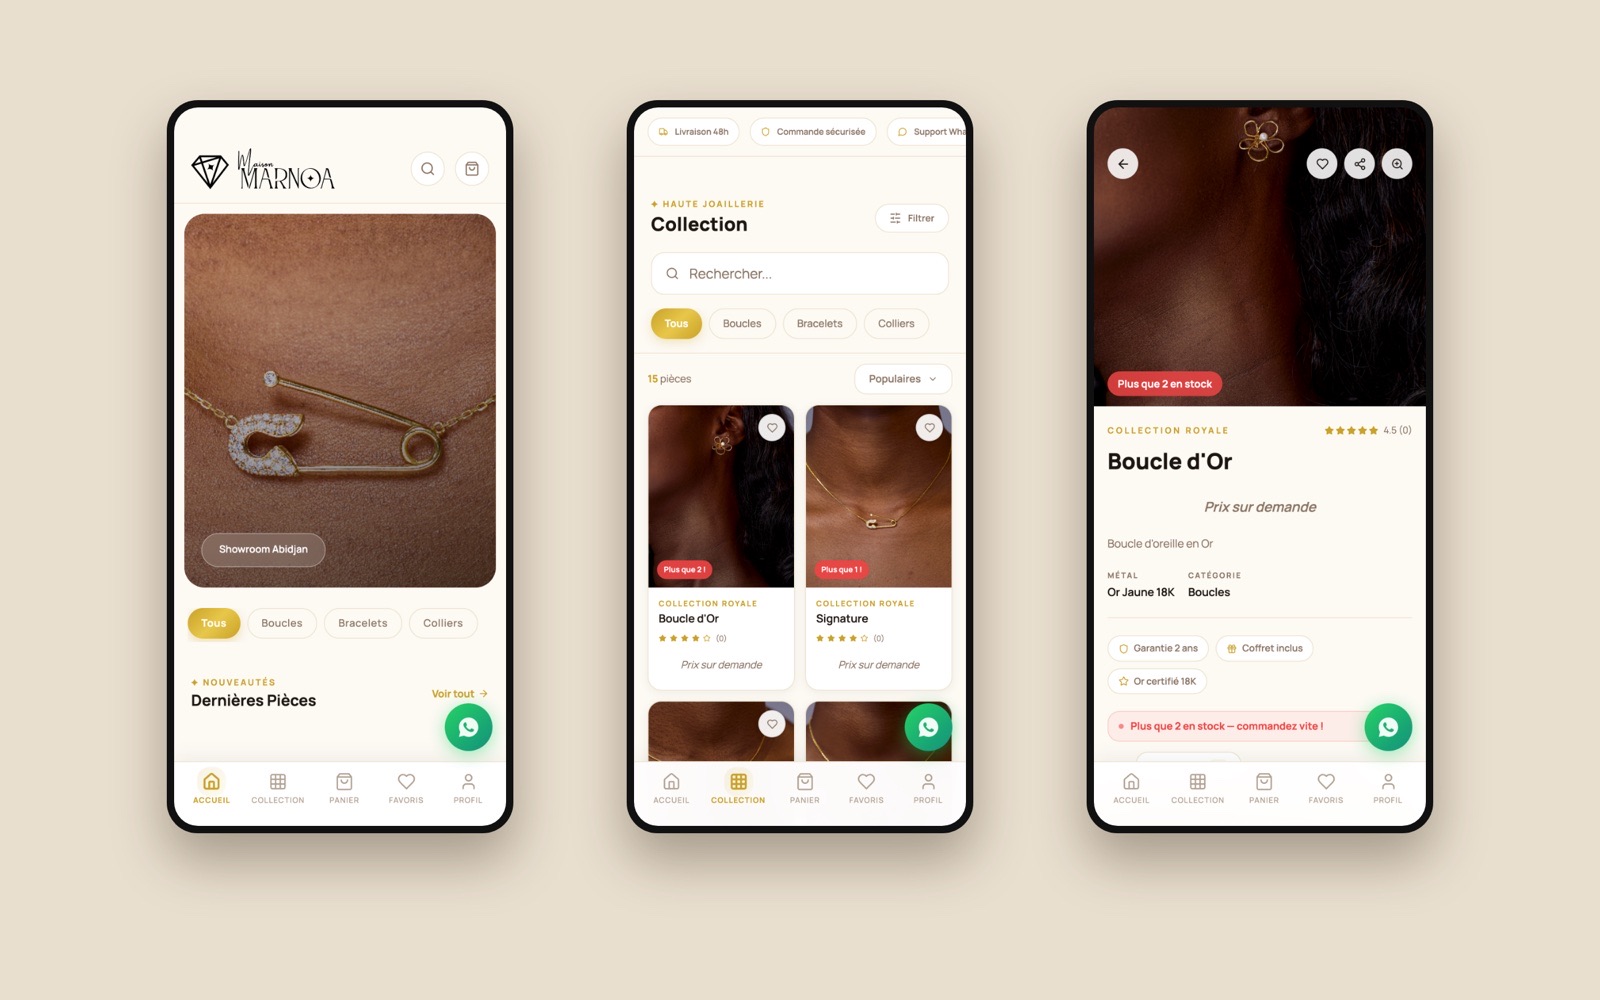 Maison
MARNOA
Showroom Abidjan
Tous
Boucles
Bracelets
Colliers
NOUVEAUTÉS
Dernières Pièces
Voir tout
ACCUEIL
COLLECTION
PANIER
FAVORIS
PROFIL
Livraison 48h
Commande sécurisée
Support Wha
HAUTE JOAILLERIE
Collection
Filtrer
Rechercher...
Tous
Boucles
Bracelets
Colliers
15 pièces
Populaires
Plus que 2 !
COLLECTION ROYALE
Boucle d'Or
(0)
Prix sur demande
Plus que 1 !
COLLECTION ROYALE
Signature
(0)
Prix sur demande
ACCUEIL
COLLECTION
PANIER
FAVORIS
PROFIL
Plus que 2 en stock
COLLECTION ROYALE
4.5 (0)
Boucle d'Or
Prix sur demande
Boucle d'oreille en Or
MÉTAL
Or Jaune 18K
CATÉGORIE
Boucles
Garantie 2 ans
Coffret inclus
Or certifié 18K
Plus que 2 en stock — commandez vite !
ACCUEIL
COLLECTION
PANIER
FAVORIS
PROFIL